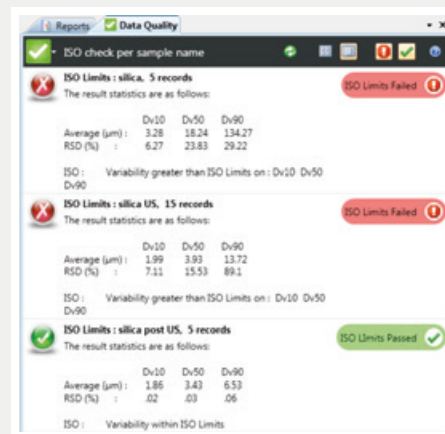 Reports Data Quality
ISO check per sample name
ISO Limits : silica, 5 records
ISO Limits Failed
The result statistics are as follows:
Dv10 Dv50 Dv90
Average (µm) : 3.28 18.24 134.27
RSD (%) : 6.27 23.83 29.22
ISO : Variability greater than ISO Limits on : Dv10 Dv50
Dv90
ISO Limits : silica US, 15 records
ISO Limits Failed
The result statistics are as follows:
Dv10 Dv50 Dv90
Average (µm) : 1.99 3.93 13.72
RSD (%) : 7.11 15.53 89.1
ISO : Variability greater than ISO Limits on : Dv10 Dv50
Dv90
ISO Limits : silica post US, 5 records
ISO LImits Passed
The result statistics are as follows:
Dv10 Dv50 Dv90
Average (µm) : 1.86 3.43 6.53
RSD (%) : .02 .03 .06
ISO : Variability within ISO Limits